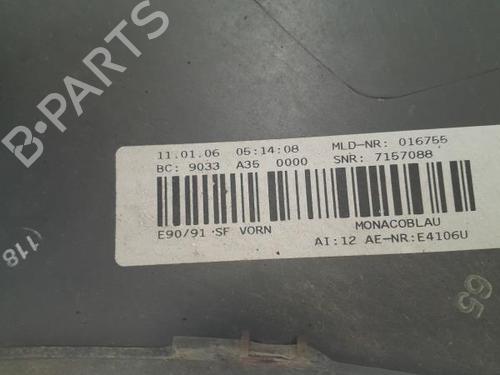 B-PARTS
11.01.06 05:14:08 MLD-NR: 016755
BC: 9033 A35 0000 SNR: 7157088
E90/91 SF VORN MONACOBLAU
AI:12 AE-NR:E4106U
118
65